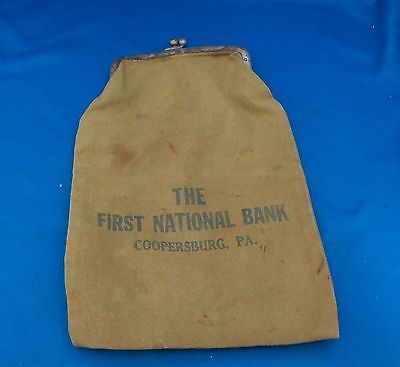 THE
FIRST NATIONAL BANK
COOPERSBURG, PA.